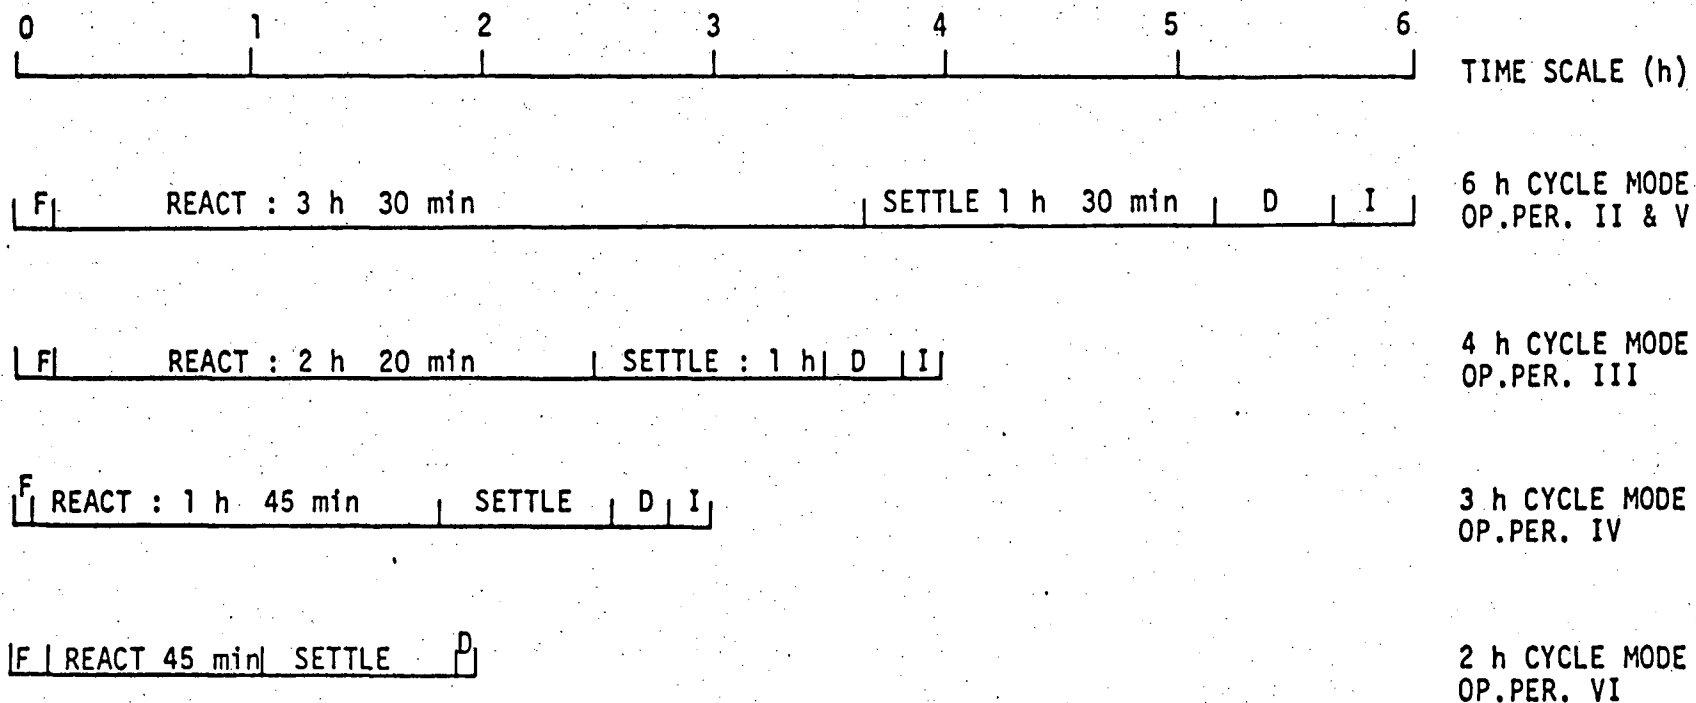 0 1 2 3 4 5 6
TIME SCALE (h)
F REACT : 3 h 30 min SETTLE 1 h 30 min D I
6 h CYCLE MODE
OP.PER. II & V
F REACT : 2 h 20 min SETTLE : 1 h D I
4 h CYCLE MODE
OP.PER. III
F REACT : 1 h 45 min SETTLE D I
3 h CYCLE MODE
OP.PER. IV
F REACT 45 min SETTLE D
2 h CYCLE MODE
OP.PER. VI